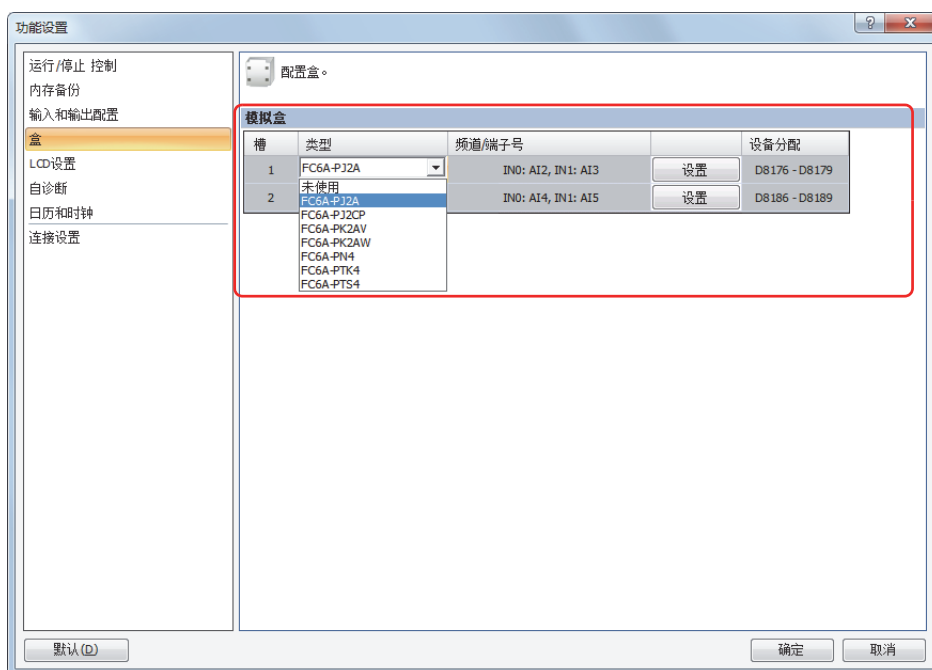 功能设置
运行/停止 控制
内存备份
输入和输出配置
盒
LCD设置
自诊断
日历和时钟
连接设置
配置盒。
模拟盒
槽 类型 频道/端子号 设备分配
1 FC6A-PJ2A IN0: AI2, IN1: AI3 设置 D8176 - D8179
2 IN0: AI4, IN1: AI5 设置 D8186 - D8189
未使用
FC6A-PJ2A
FC6A-PJ2CP
FC6A-PK2AV
FC6A-PK2AW
FC6A-PN4
FC6A-PTK4
FC6A-PTS4
默认(D) 确定 取消